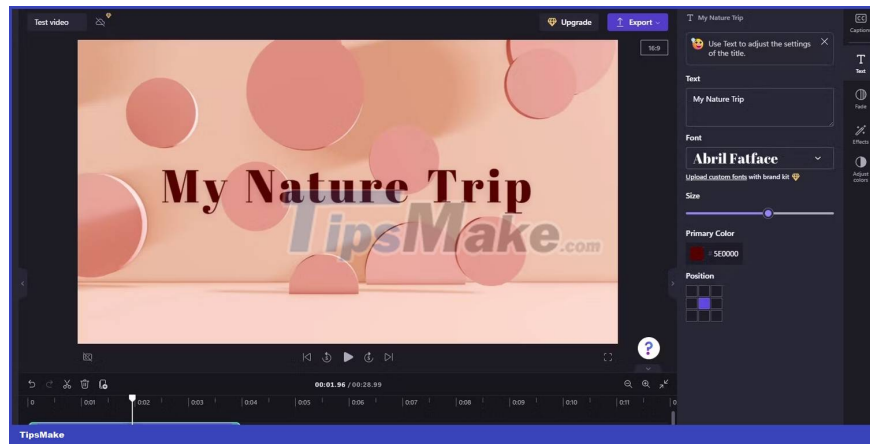 Test video
Upgrade
Export
16:9
My Nature Trip
TipsMake.com
T My Nature Trip
Use Text to adjust the settings
of the title.
Text
My Nature Trip
Font
Abril Fatface
Upload custom fonts with brand kit
Size
Primary Color
# 5E0000
Position
CC
Caption
T
Text
Fade
Effects
Adjust
colors
?
00:01.96 / 00:28.99
0 0:01 0:02 0:03 0:04 0:05 0:06 0:07 0:08 0:09 0:10 0:11 0
TipsMake